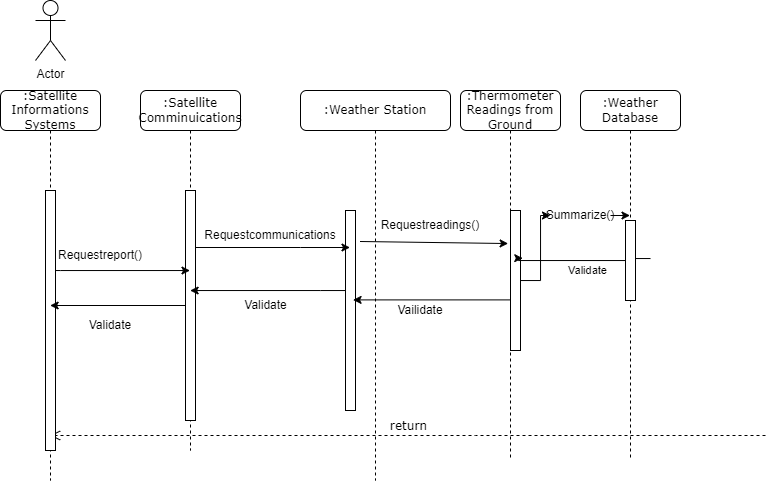 Actor
:Satellite
Informations
Systems
:Satellite
Comminuications
:Weather Station
:Thermometer
Readings from
Ground
:Weather
Database
Summarize()
Requestreadings()
Requestcommunications
Requestreport()
Validate
Validate
Vailidate
Validate
return